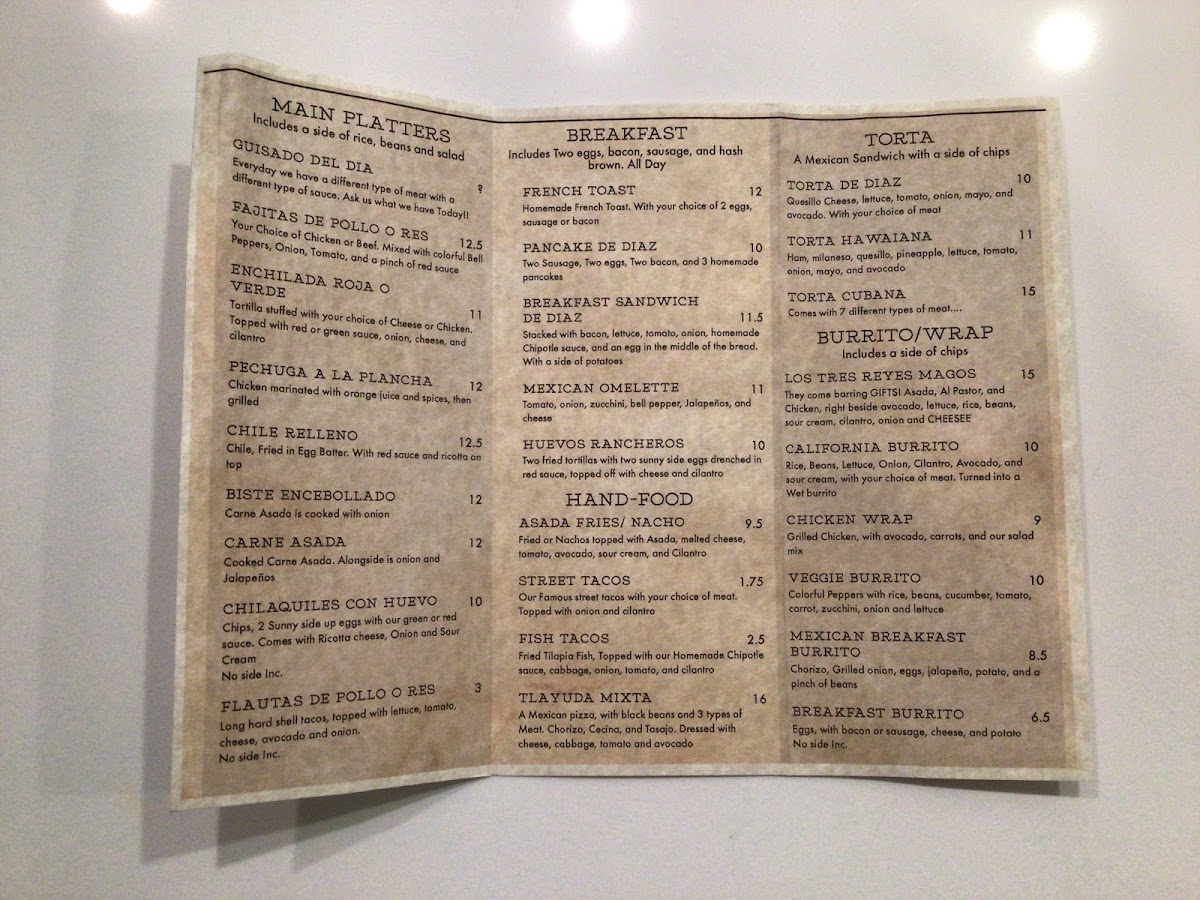 MAIN PLATTERS
Includes a side of rice, beans and salad
GUISADO DEL DIA ?
Everyday we have a different type of meat with a
different type of sauce. Ask us what we have Today!!
FAJITAS DE POLLO O RES 12.5
Your Choice of Chicken or Beef. Mixed with colorful Bell
Peppers, Onion, Tomato, and a pinch of red sauce
ENCHILADA ROJA O
VERDE 11
Tortilla stuffed with your choice of Cheese or Chicken.
Topped with red or green sauce, onion, cheese, and
cilantro
PECHUGA A LA PLANCHA 12
Chicken marinated with orange juice and spices, then
grilled
CHILE RELLENO 12.5
Chile, Fried in Egg Batter. With red sauce and ricotta on
top
BISTE ENCEBOLLADO 12
Carne Asada is cooked with onion
CARNE ASADA 12
Cooked Carne Asada. Alongside is onion and
Jalapeños
CHILAQUILES CON HUEVO 10
Chips, 2 Sunny side up eggs with our green or red
sauce. Comes with Ricotta cheese, Onion and Sour
Cream
No side Inc.
FLAUTAS DE POLLO O RES 3
Long hard shell tacos, topped with lettuce, tomato,
cheese, avocado and onion.
No side Inc.
BREAKFAST
Includes Two eggs, bacon, sausage, and hash
brown. All Day
FRENCH TOAST 12
Homemade French Toast. With your choice of 2 eggs,
sausage or bacon
PANCAKE DE DIAZ 10
Two Sausage, Two eggs, Two bacon, and 3 homemade
pancakes
BREAKFAST SANDWICH
DE DIAZ 11.5
Stacked with bacon, lettuce, tomato, onion, homemade
Chipotle sauce, and an egg in the middle of the bread.
With a side of potatoes
MEXICAN OMELETTE 11
Tomato, onion, zucchini, bell pepper, Jalapeños, and
cheese
HUEVOS RANCHEROS 10
Two fried tortillas with two sunny side eggs drenched in
red sauce, topped off with cheese and cilantro
HAND-FOOD
ASADA FRIES/ NACHO 9.5
Fried or Nachos topped with Asada, melted cheese,
tomato, avocado, sour cream, and Cilantro
STREET TACOS 1.75
Our Famous street tacos with your choice of meat.
Topped with onion and cilantro
FISH TACOS 2.5
Fried Tilapia Fish, Topped with our Homemade Chipotle
sauce, cabbage, onion, tomato, and cilantro
TLAYUDA MIXTA 16
A Mexican pizza, with black beans and 3 types of
Meat. Chorizo, Cecina, and Tasajo. Dressed with
cheese, cabbage, tomato and avocado
TORTA
A Mexican Sandwich with a side of chips
TORTA DE DIAZ 10
Quesillo Cheese, lettuce, tomato, onion, mayo, and
avocado. With your choice of meat
TORTA HAWAIANA 11
Ham, milanesa, quesillo, pineapple, lettuce, tomato,
onion, mayo, and avocado
TORTA CUBANA 15
Comes with 7 different types of meat....
BURRITO/WRAP
Includes a side of chips
LOS TRES REYES MAGOS 15
They come barring GIFTS! Asada, Al Pastor, and
Chicken, right beside avocado, lettuce, rice, beans,
sour cream, cilantro, onion and CHEESEE
CALIFORNIA BURRITO 10
Rice, Beans, Lettuce, Onion, Cilantro, Avocado, and
sour cream, with your choice of meat. Turned into a
Wet burrito
CHICKEN WRAP 9
Grilled Chicken, with avocado, carrots, and our salad
mix
VEGGIE BURRITO 10
Colorful Peppers with rice, beans, cucumber, tomato,
carrot, zucchini, onion and lettuce
MEXICAN BREAKFAST
BURRITO 8.5
Chorizo, Grilled onion, eggs, jalapeño, potato, and a
pinch of beans
BREAKFAST BURRITO 6.5
Eggs, with bacon or sausage, cheese, and potato
No side Inc.